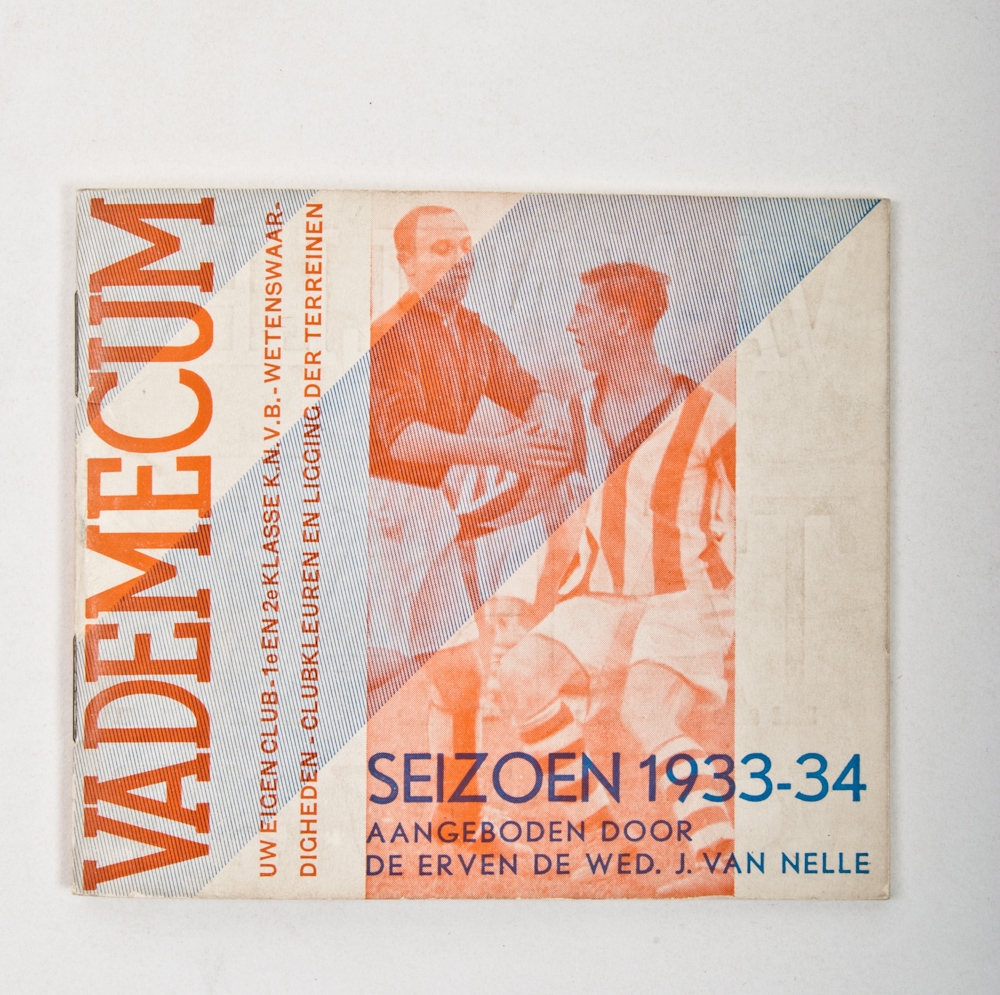 VADEMECUM
UW EIGEN CLUB - 1e EN 2e KLASSE K.N.V.B. - WETENSWAAR-
DIGHEDEN - CLUBKLEUREN EN LIGGING DER TERREINEN
SEIZOEN 1933-34
AANGEBODEN DOOR
DE ERVEN DE WED. J. VAN NELLE